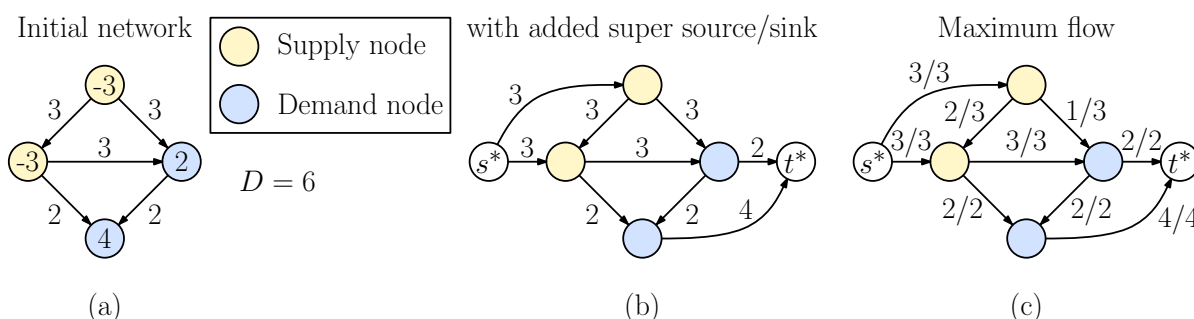 Initial network
Supply node
Demand node
with added super source/sink
Maximum flow
-3
3
3
-3
3
2
D = 6
2
2
4
3
3
3
s*
3
3
2
t*
2
2
4
3/3
2/3
1/3
s*
3/3
3/3
2/2
t*
2/2
2/2
4/4
(a)
(b)
(c)